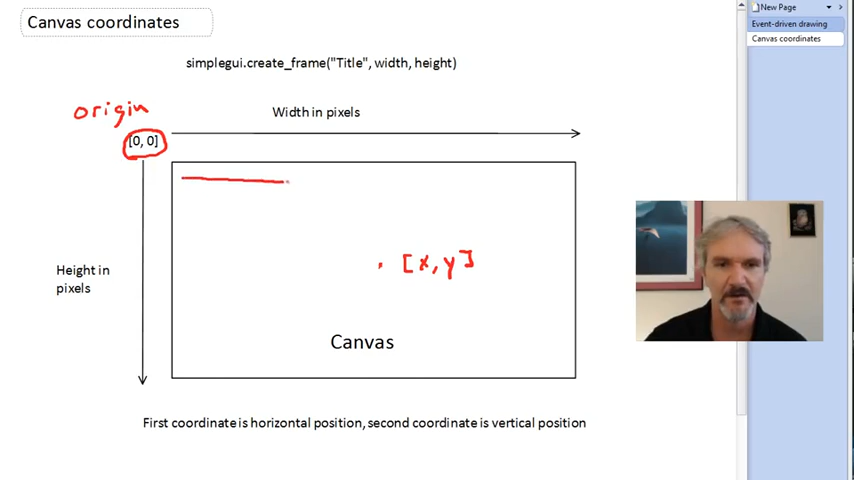 Canvas coordinates
simplegui.create_frame("Title", width, height)
origin
Width in pixels
[0, 0]
[x, y]
Height in
pixels
Canvas
First coordinate is horizontal position, second coordinate is vertical position
New Page
Event-driven drawing
Canvas coordinates